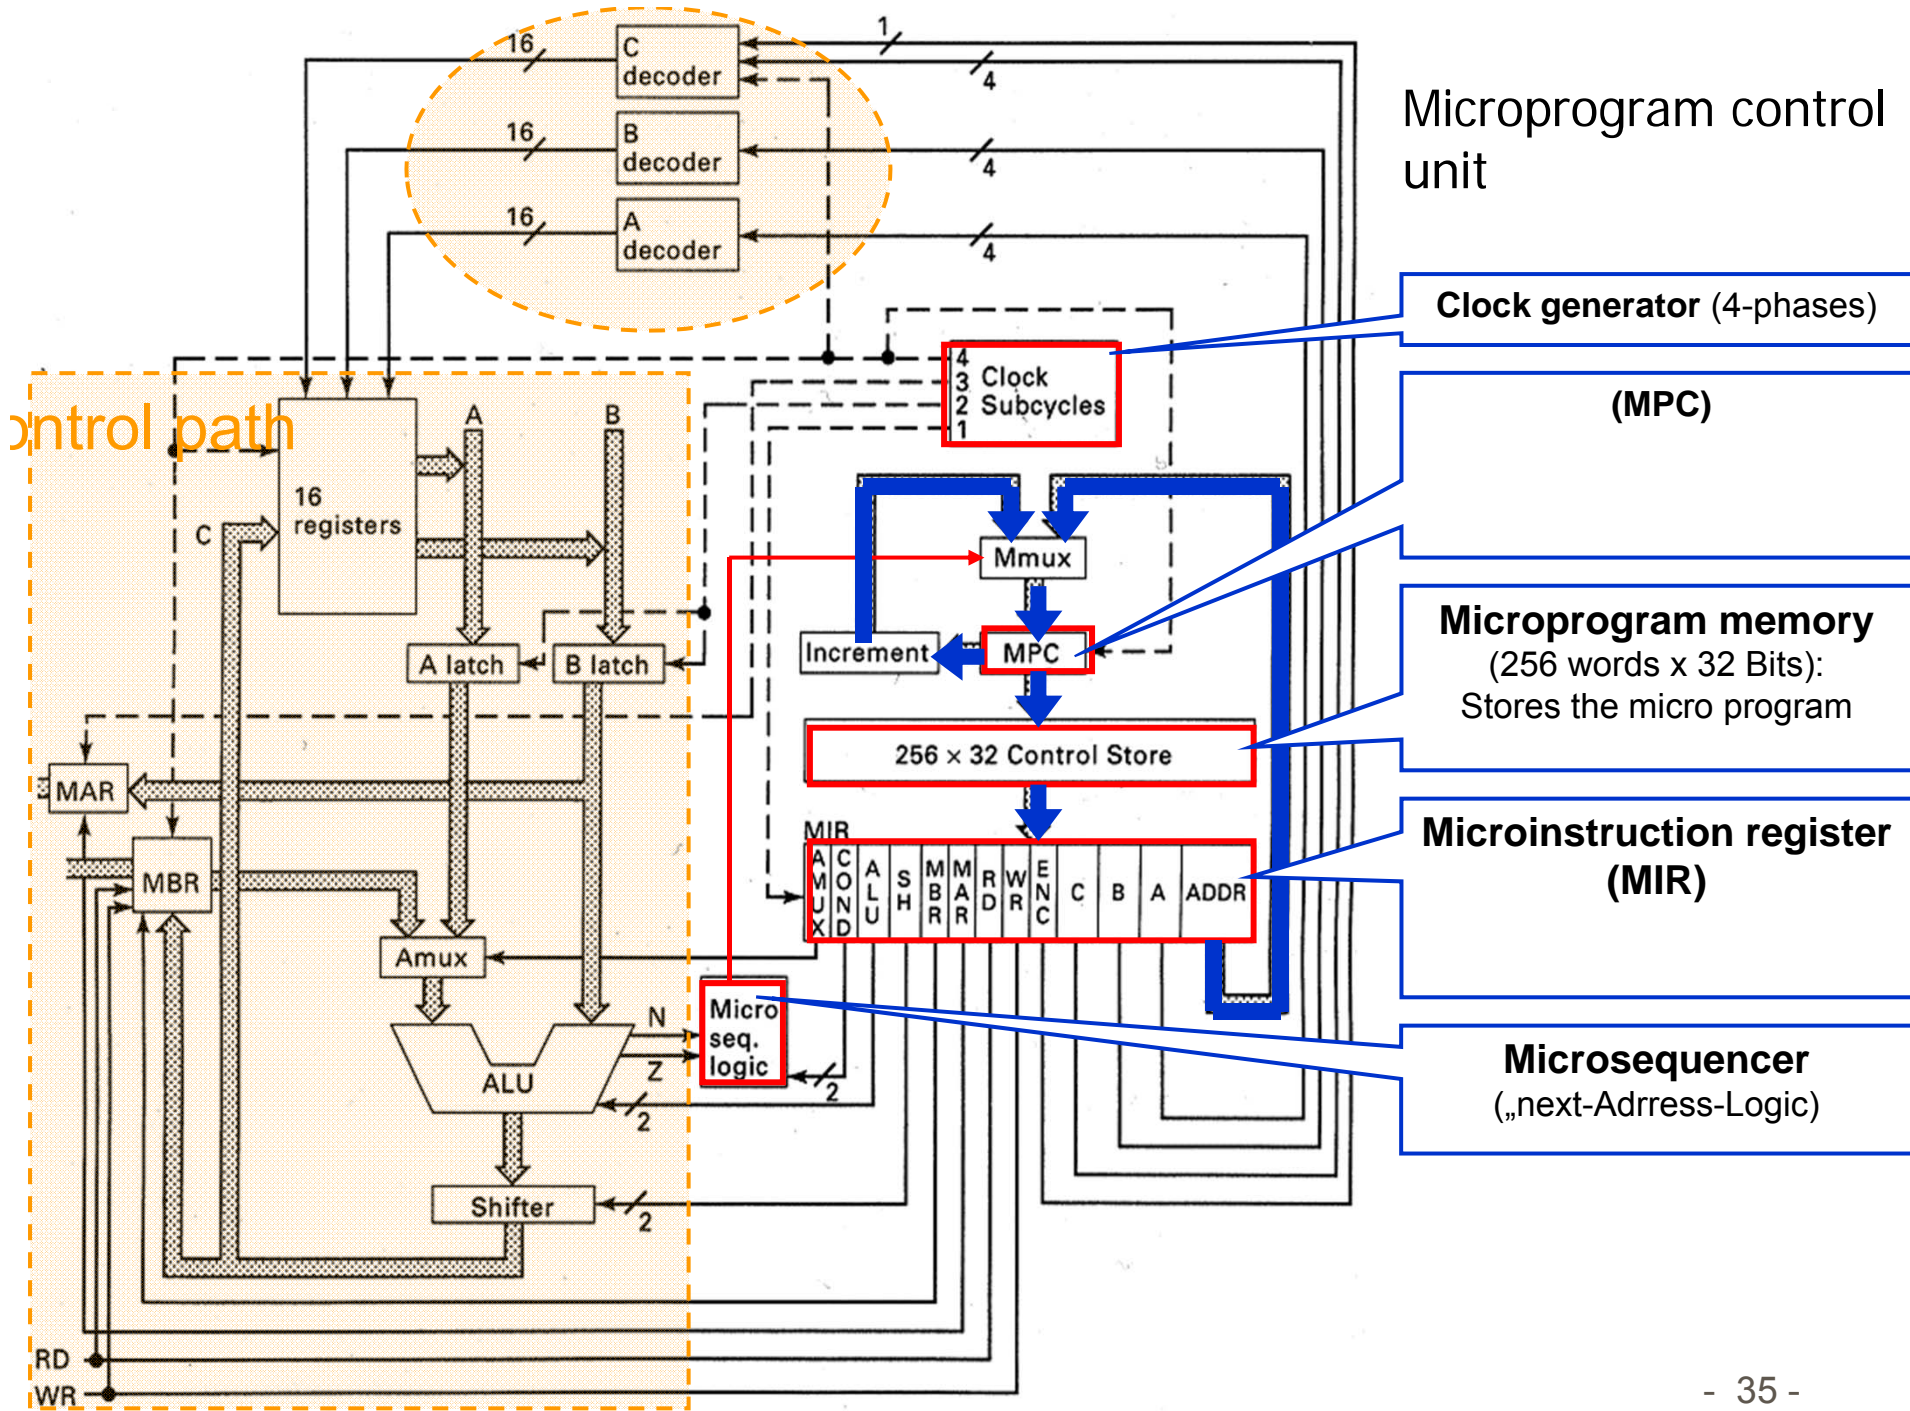 Microprogram control
unit
C
decoder
B
decoder
A
decoder
16
16
16
1
4
4
4
Clock generator (4-phases)
(MPC)
Microprogram memory
(256 words x 32 Bits):
Stores the micro program
Microinstruction register
(MIR)
Microsequencer
(„next-Adrress-Logic)
4
3
2
1
Clock
Subcycles
ontrol path
A
B
C
16
registers
A latch
B latch
MAR
MBR
Amux
ALU
N
Z
Shifter
Mmux
Increment
MPC
256 × 32 Control Store
MIR
AMUX
COND
ALU
SH
MBR
MAR
RD
WR
ENC
C
B
A
ADDR
Micro
seq.
logic
2
2
2
RD
WR
- 35 -